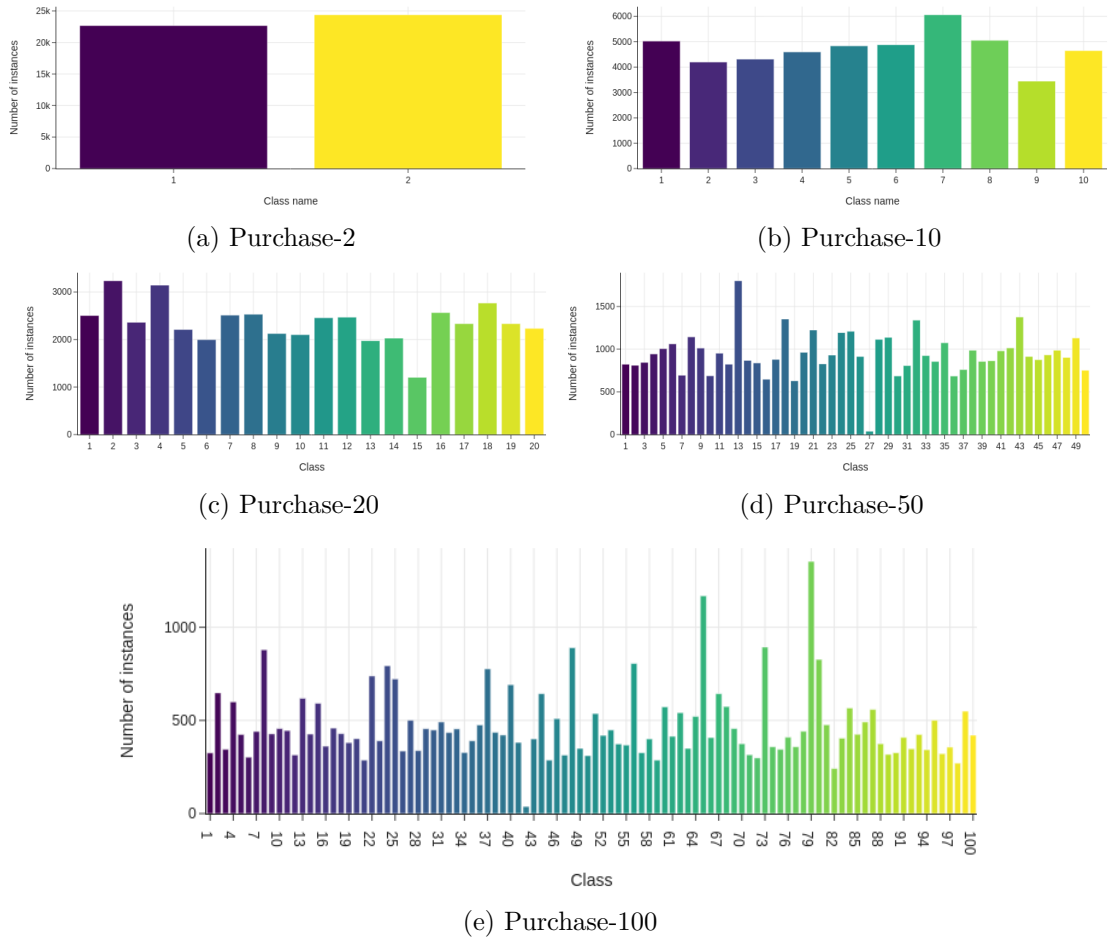 25k
20k
15k
10k
5k
0
Number of instances
1 2
Class name
(a) Purchase-2
6000
5000
4000
3000
2000
1000
0
Number of instances
1 2 3 4 5 6 7 8 9 10
Class name
(b) Purchase-10
3000
2000
1000
0
Number of instances
1 2 3 4 5 6 7 8 9 10 11 12 13 14 15 16 17 18 19 20
Class
(c) Purchase-20
1500
1000
500
0
Number of instances
1 3 5 7 9 11 13 15 17 19 21 23 25 27 29 31 33 35 37 39 41 43 45 47 49
Class
(d) Purchase-50
1000
500
0
Number of instances
1 4 7 10 13 16 19 22 25 28 31 34 37 40 43 46 49 52 55 58 61 64 67 70 73 76 79 82 85 88 91 94 97 100
Class
(e) Purchase-100